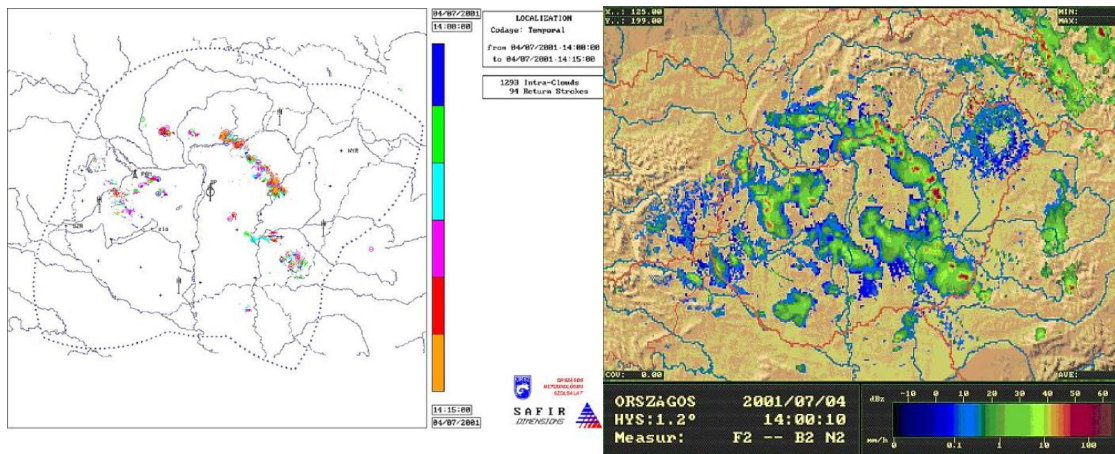 04/07/2001
14:00:00
14:15:00
04/07/2001
LOCALIZATION
Codage: Temporal
from 04/07/2001-14:00:00
to 04/07/2001-14:15:00
1293 Intra-Clouds
94 Return Strokes
ORSZÁGOS
METEOROLÓGIAI
SZOLGÁLAT
SAFIR
DIMENSIONS
X..: 125.00
Y..: 199.00
MIN:
MAX:
COV: 0.00
AVE:
ORSZÁGOS 2001/07/04
HYS:1.2° 14:00:10
Measur: F2 -- B2 N2
dBz -10 0 10 20 30 40 50 60
mm/h 0 0.1 1 10 100